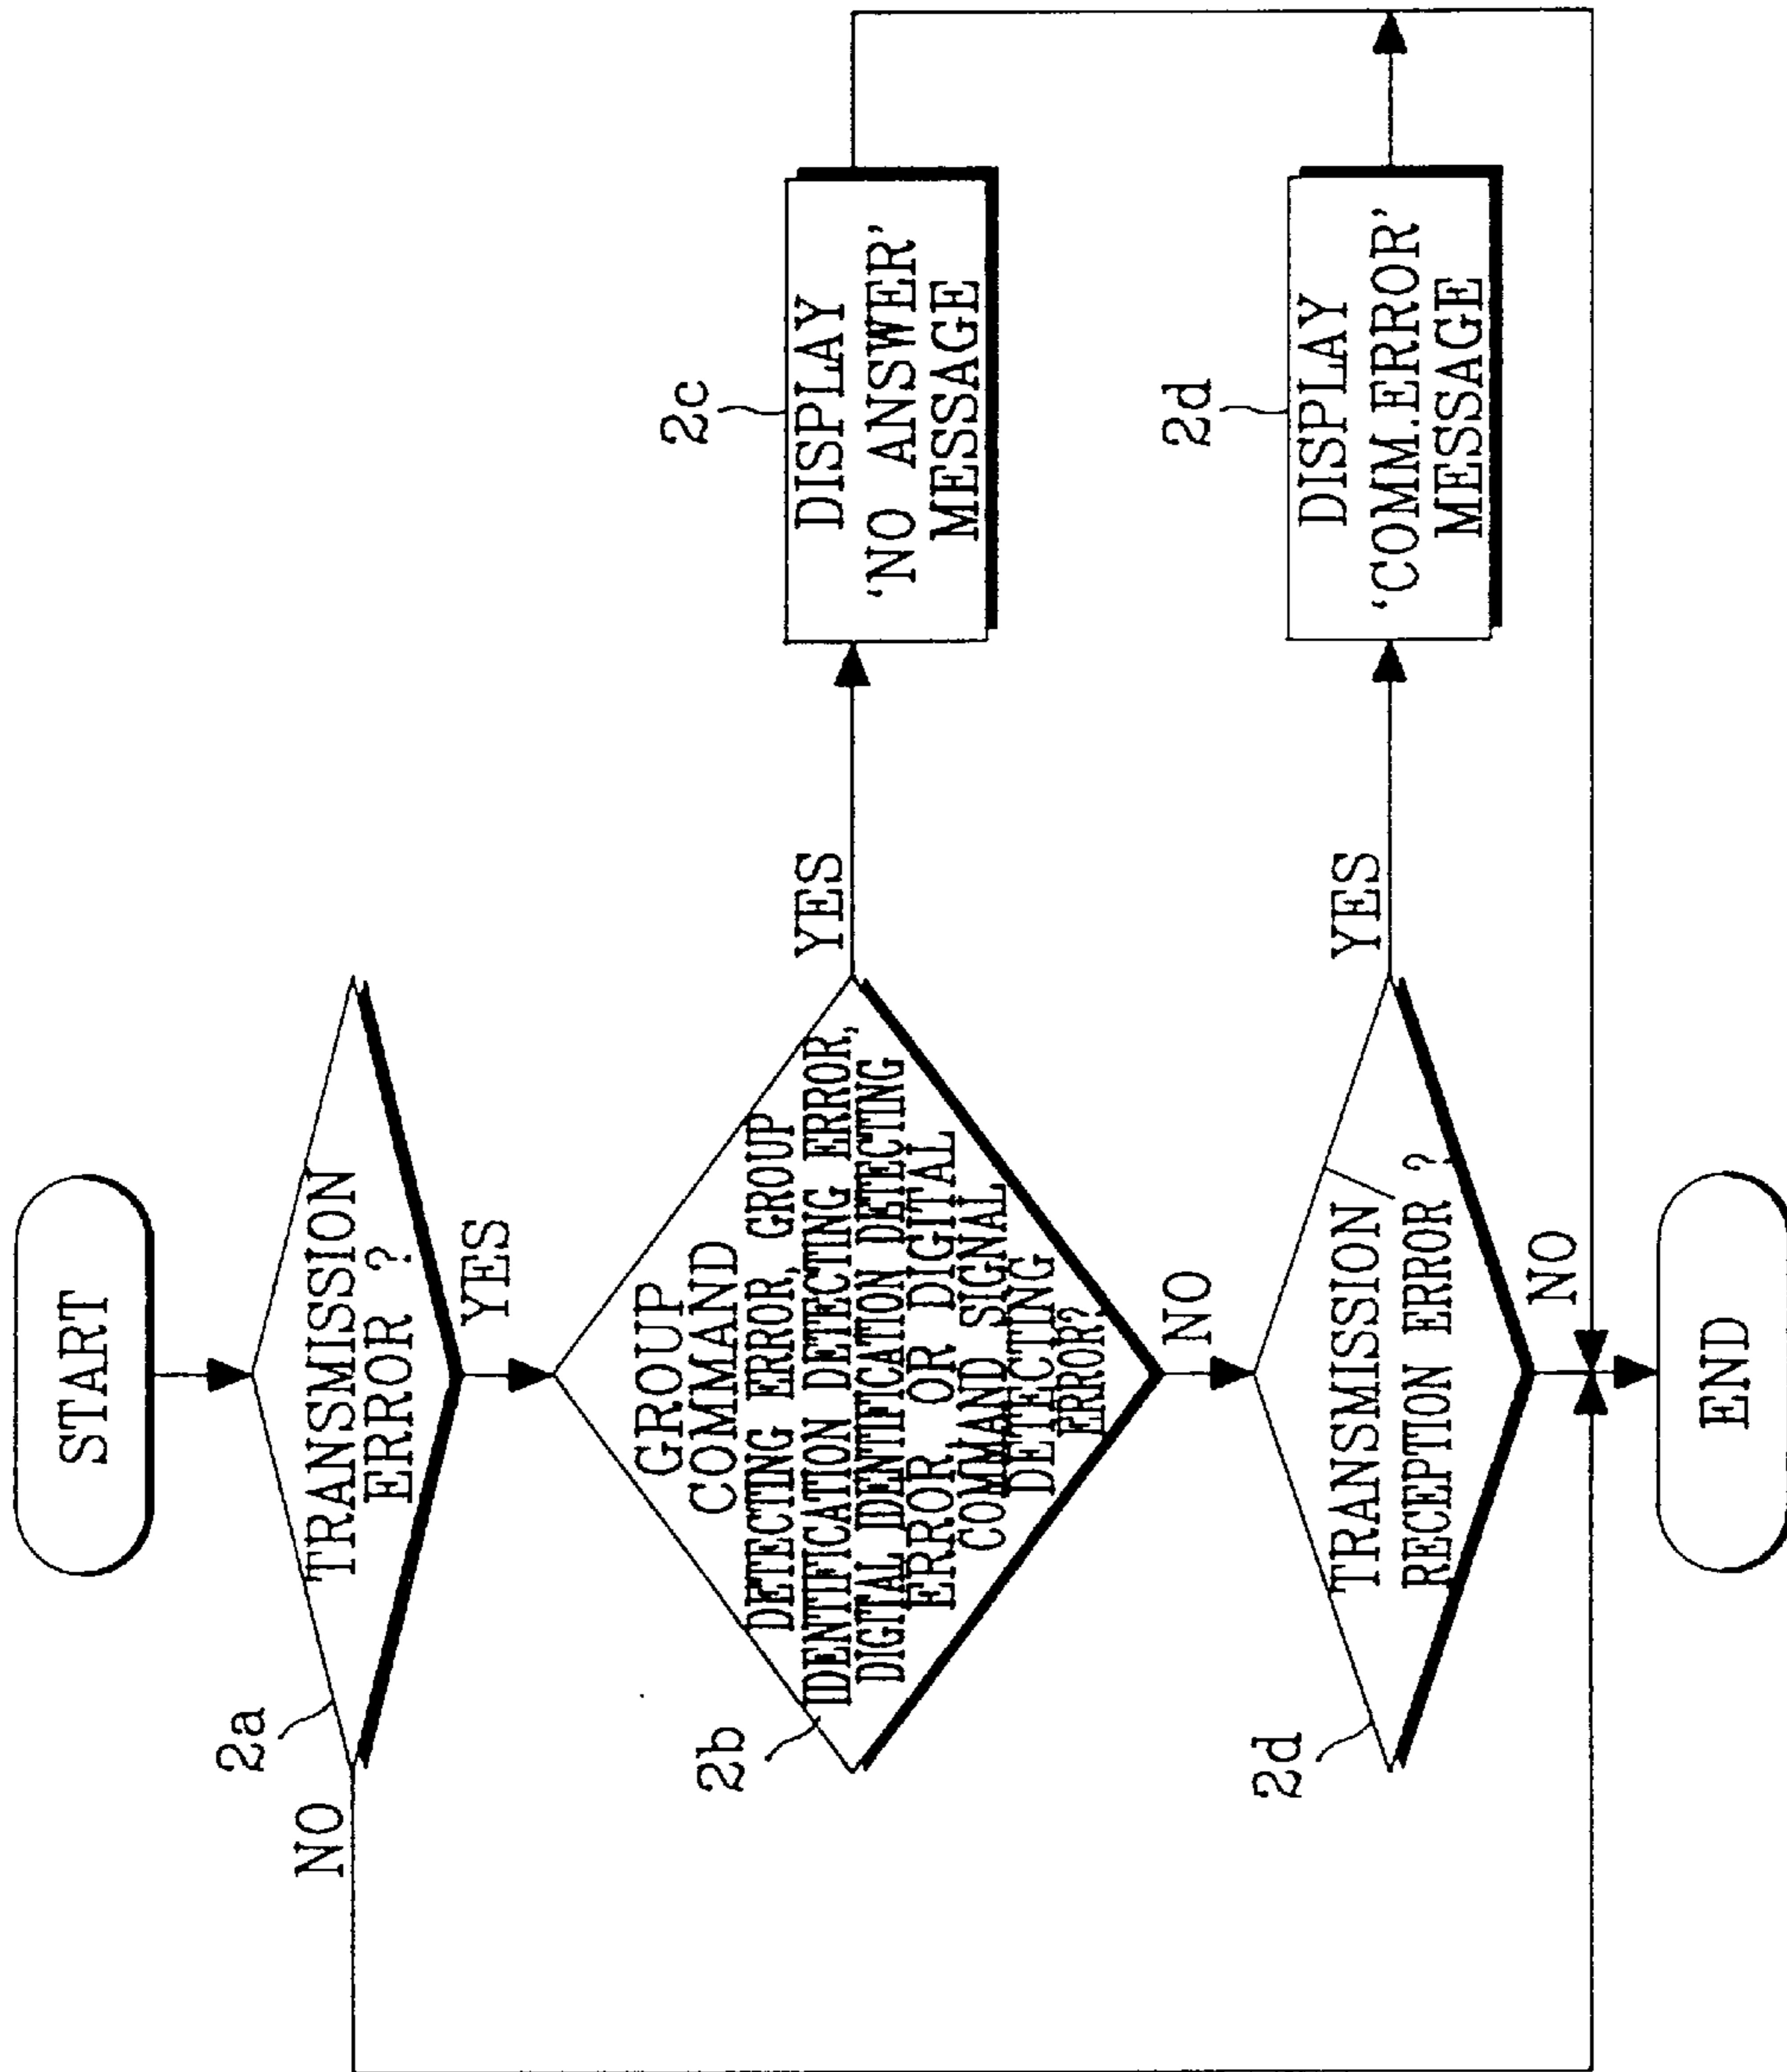 START
2a
TRANSMISSION
ERROR ?
NO
YES
2b
GROUP
COMMAND
DETECTING ERROR, GROUP
IDENTIFICATION DETECTING ERROR,
DIGITAL IDENTIFICATION DETECTING
ERROR OR DIGITAL
COMMAND SIGNAL
DETECTING
ERROR?
YES
2c
DISPLAY
'NO ANSWER'
MESSAGE
NO
2d
TRANSMISSION /
RECEPTION ERROR ?
YES
2d
DISPLAY
'COMM.ERROR'
MESSAGE
NO
END